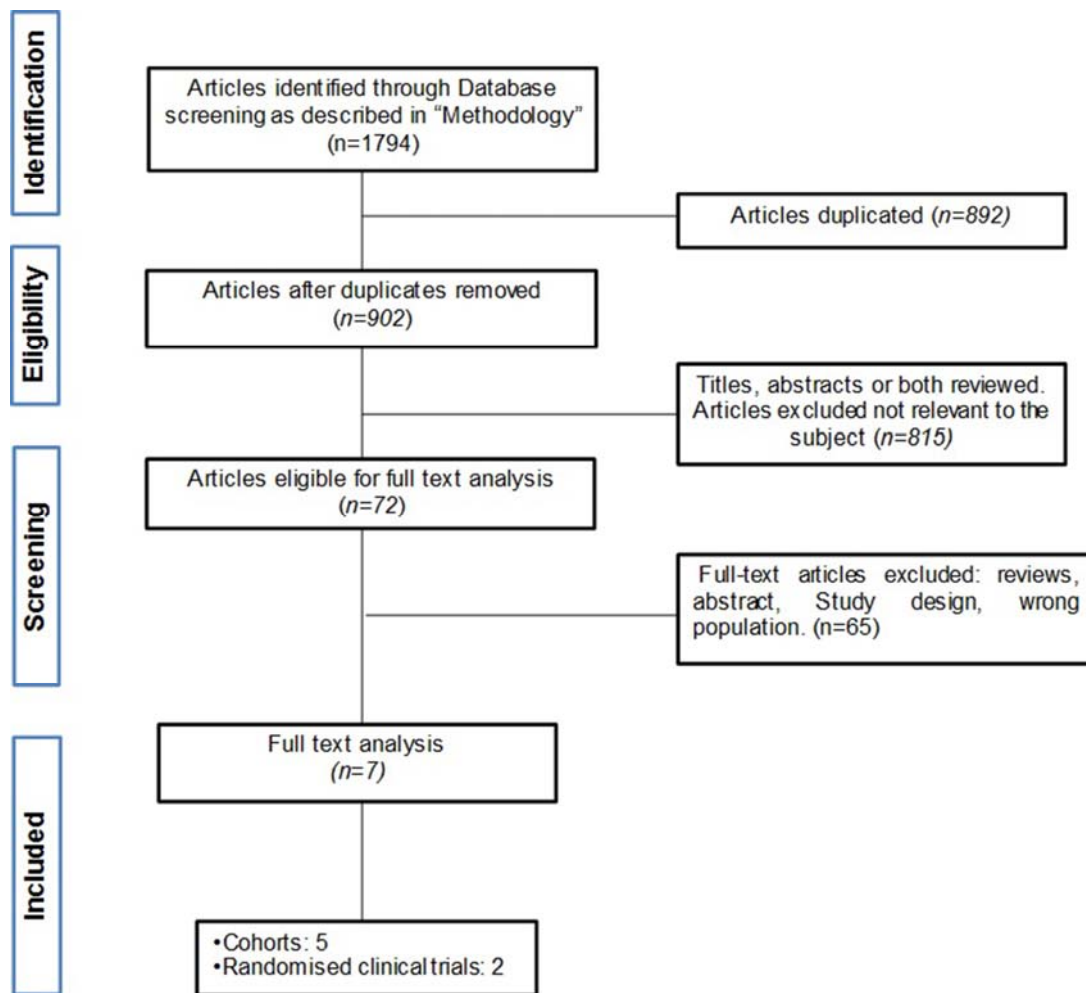 Identification
Articles identified through Database
screening as described in “Methodology”
(n=1794)
Articles duplicated (n=892)
Eligibility
Articles after duplicates removed
(n=902)
Titles, abstracts or both reviewed.
Articles excluded not relevant to the
subject (n=815)
Screening
Articles eligible for full text analysis
(n=72)
Full-text articles excluded: reviews,
abstract, Study design, wrong
population. (n=65)
Included
Full text analysis
(n=7)
•Cohorts: 5
•Randomised clinical trials: 2